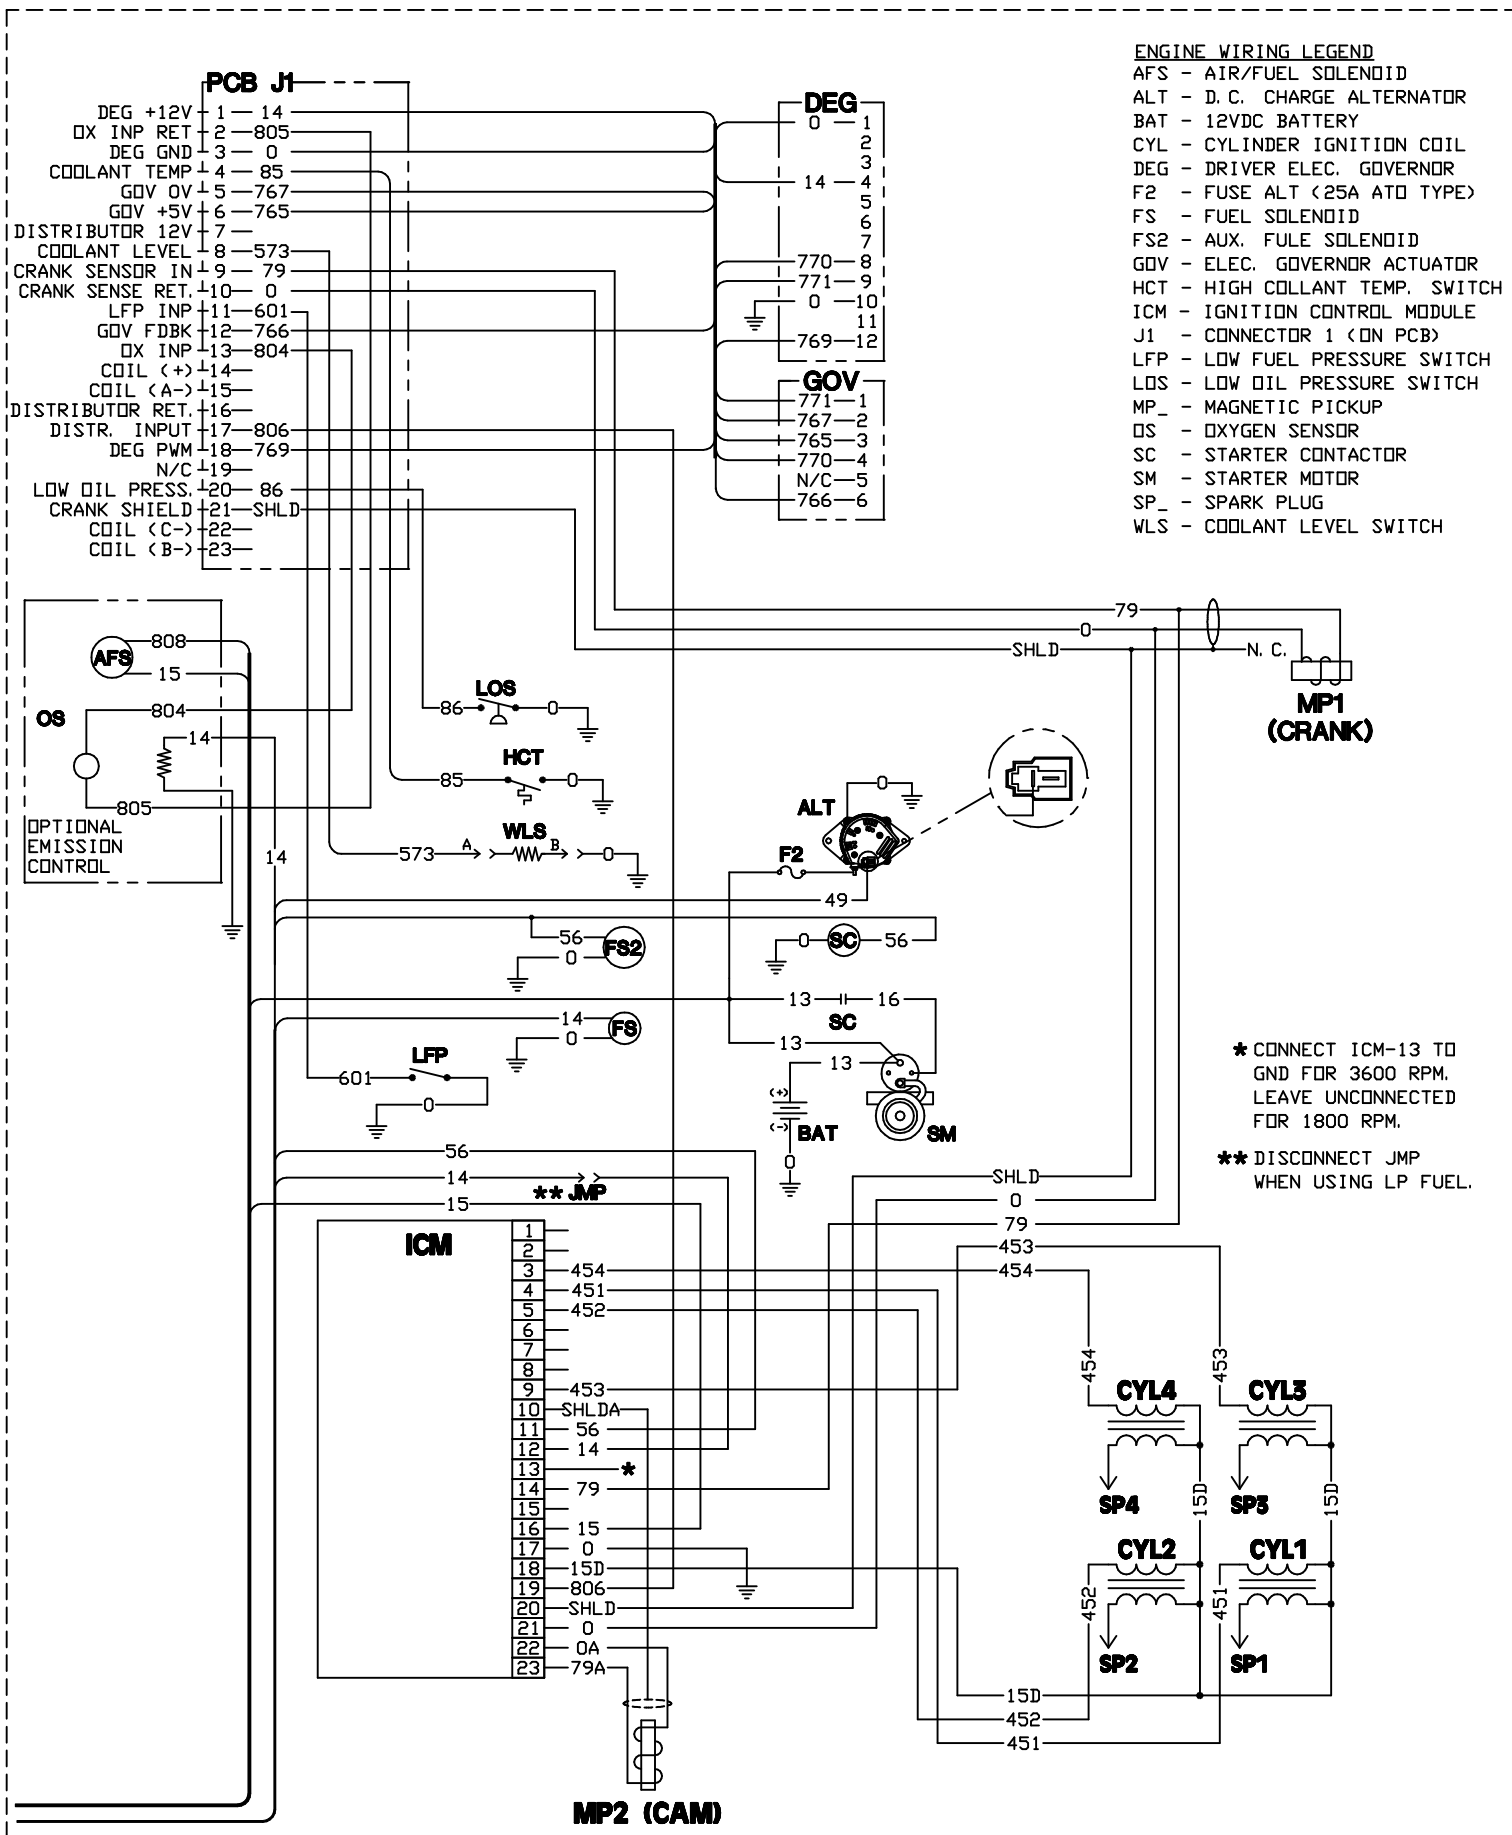 PCB J1
DEG +12V 1 14
OX INP RET 2 805
DEG GND 3 0
COOLANT TEMP 4 85
GOV 0V 5 767
GOV +5V 6 765
DISTRIBUTOR 12V 7
COOLANT LEVEL 8 573
CRANK SENSOR IN 9 79
CRANK SENSE RET. 10 0
LFP INP 11 601
GOV FDBK 12 766
OX INP 13 804
COIL (+) 14
COIL (A-) 15
DISTRIBUTOR RET. 16
DISTR. INPUT 17 806
DEG PWM 18 769
N/C 19
LOW OIL PRESS. 20 86
CRANK SHIELD 21 SHLD
COIL (C-) 22
COIL (B-) 23
DEG
0 1
2
3
14 4
5
6
7
770 8
771 9
0 10
11
769 12
GOV
771 1
767 2
765 3
770 4
N/C 5
766 6
ENGINE WIRING LEGEND
AFS - AIR/FUEL SOLENOID
ALT - D.C. CHARGE ALTERNATOR
BAT - 12VDC BATTERY
CYL - CYLINDER IGNITION COIL
DEG - DRIVER ELEC. GOVERNOR
F2 - FUSE ALT (25A ATO TYPE)
FS - FUEL SOLENOID
FS2 - AUX. FULE SOLENOID
GOV - ELEC. GOVERNOR ACTUATOR
HCT - HIGH COLLANT TEMP. SWITCH
ICM - IGNITION CONTROL MODULE
J1 - CONNECTOR 1 (ON PCB)
LFP - LOW FUEL PRESSURE SWITCH
LOS - LOW OIL PRESSURE SWITCH
MP_ - MAGNETIC PICKUP
OS - OXYGEN SENSOR
SC - STARTER CONTACTOR
SM - STARTER MOTOR
SP_ - SPARK PLUG
WLS - COOLANT LEVEL SWITCH
79
0
SHLD N.C.
MP1
(CRANK)
AFS 808
15
OS 804
14
805
OPTIONAL
EMISSION
CONTROL
14
LOS
86 0
HCT
85 0
WLS
573 A B 0
ALT 0
F2
49
56
FS2
0
0 SC 56
13 16
SC
14
FS
0
13
13
LFP
601
0
(+)
(-)
BAT
SM
0
* CONNECT ICM-13 TO
GND FOR 3600 RPM.
LEAVE UNCONNECTED
FOR 1800 RPM.
** DISCONNECT JMP
WHEN USING LP FUEL.
56
14
** JMP
15
SHLD
0
79
453
454
ICM
1
2
3 454
4 451
5 452
6
7
8
9 453
10 SHLDA
11 56
12 14
13 *
14 79
15
16 15
17 0
18 15D
19 806
20 SHLD
21 0
22 0A
23 79A
454 453
CYL4 CYL3
SP4 15D SP3 15D
CYL2 CYL1
452 451
SP2 SP1
15D
452
451
MP2 (CAM)